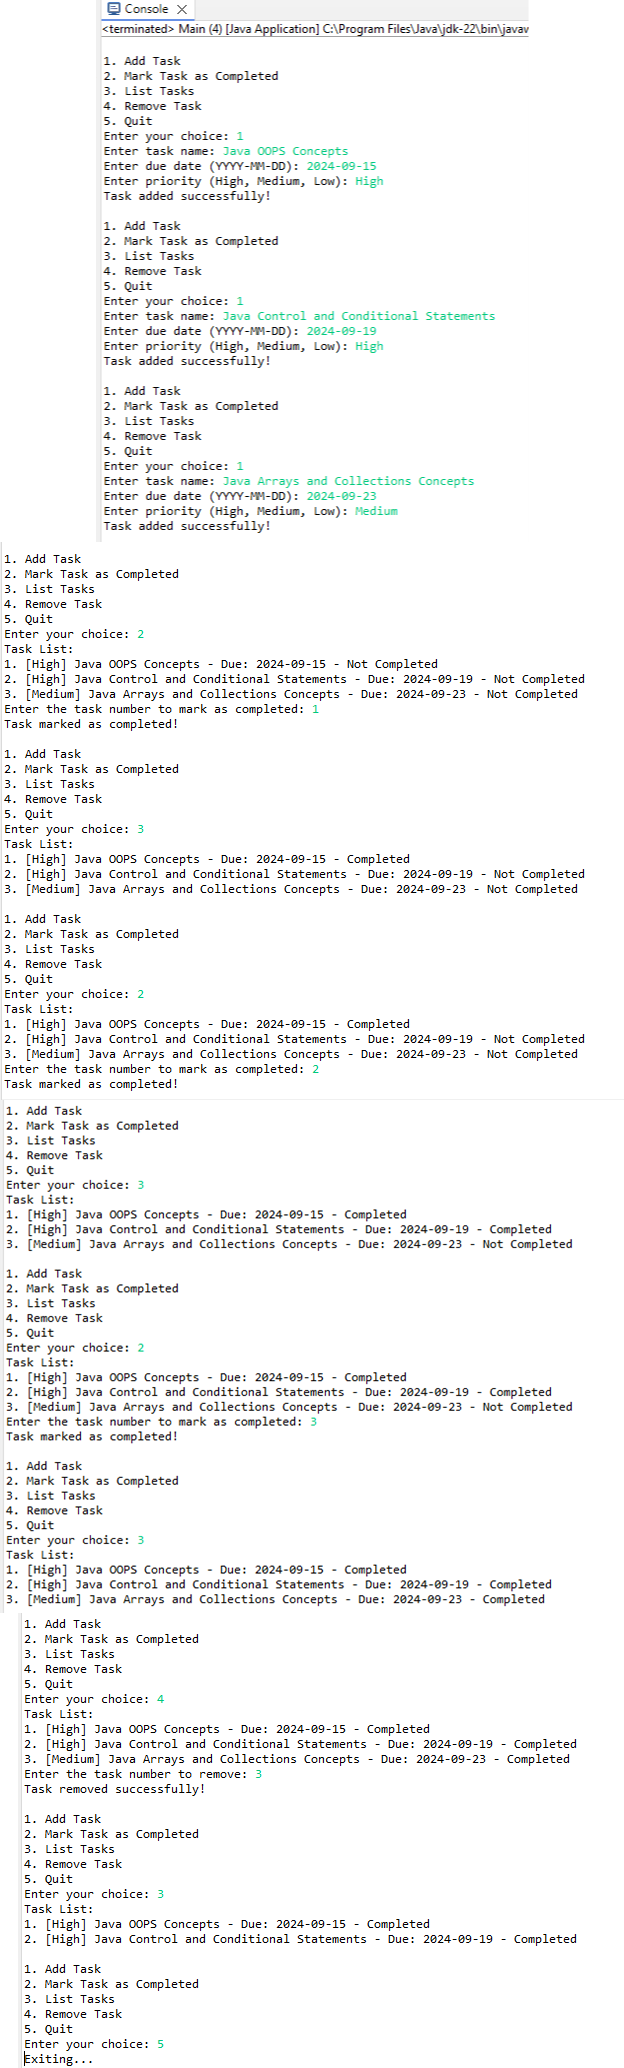 Console
<terminated> Main (4) [Java Application] C:\Program Files\Java\jdk-22\bin\javaw
1. Add Task
2. Mark Task as Completed
3. List Tasks
4. Remove Task
5. Quit
Enter your choice: 1
Enter task name: Java OOPS Concepts
Enter due date (YYYY-MM-DD): 2024-09-15
Enter priority (High, Medium, Low): High
Task added successfully!
1. Add Task
2. Mark Task as Completed
3. List Tasks
4. Remove Task
5. Quit
Enter your choice: 1
Enter task name: Java Control and Conditional Statements
Enter due date (YYYY-MM-DD): 2024-09-19
Enter priority (High, Medium, Low): High
Task added successfully!
1. Add Task
2. Mark Task as Completed
3. List Tasks
4. Remove Task
5. Quit
Enter your choice: 1
Enter task name: Java Arrays and Collections Concepts
Enter due date (YYYY-MM-DD): 2024-09-23
Enter priority (High, Medium, Low): Medium
Task added successfully!
1. Add Task
2. Mark Task as Completed
3. List Tasks
4. Remove Task
5. Quit
Enter your choice: 2
Task List:
1. [High] Java OOPS Concepts - Due: 2024-09-15 - Not Completed
2. [High] Java Control and Conditional Statements - Due: 2024-09-19 - Not Completed
3. [Medium] Java Arrays and Collections Concepts - Due: 2024-09-23 - Not Completed
Enter the task number to mark as completed: 1
Task marked as completed!
1. Add Task
2. Mark Task as Completed
3. List Tasks
4. Remove Task
5. Quit
Enter your choice: 3
Task List:
1. [High] Java OOPS Concepts - Due: 2024-09-15 - Completed
2. [High] Java Control and Conditional Statements - Due: 2024-09-19 - Not Completed
3. [Medium] Java Arrays and Collections Concepts - Due: 2024-09-23 - Not Completed
1. Add Task
2. Mark Task as Completed
3. List Tasks
4. Remove Task
5. Quit
Enter your choice: 2
Task List:
1. [High] Java OOPS Concepts - Due: 2024-09-15 - Completed
2. [High] Java Control and Conditional Statements - Due: 2024-09-19 - Not Completed
3. [Medium] Java Arrays and Collections Concepts - Due: 2024-09-23 - Not Completed
Enter the task number to mark as completed: 2
Task marked as completed!
1. Add Task
2. Mark Task as Completed
3. List Tasks
4. Remove Task
5. Quit
Enter your choice: 3
Task List:
1. [High] Java OOPS Concepts - Due: 2024-09-15 - Completed
2. [High] Java Control and Conditional Statements - Due: 2024-09-19 - Completed
3. [Medium] Java Arrays and Collections Concepts - Due: 2024-09-23 - Not Completed
1. Add Task
2. Mark Task as Completed
3. List Tasks
4. Remove Task
5. Quit
Enter your choice: 2
Task List:
1. [High] Java OOPS Concepts - Due: 2024-09-15 - Completed
2. [High] Java Control and Conditional Statements - Due: 2024-09-19 - Completed
3. [Medium] Java Arrays and Collections Concepts - Due: 2024-09-23 - Not Completed
Enter the task number to mark as completed: 3
Task marked as completed!
1. Add Task
2. Mark Task as Completed
3. List Tasks
4. Remove Task
5. Quit
Enter your choice: 3
Task List:
1. [High] Java OOPS Concepts - Due: 2024-09-15 - Completed
2. [High] Java Control and Conditional Statements - Due: 2024-09-19 - Completed
3. [Medium] Java Arrays and Collections Concepts - Due: 2024-09-23 - Completed
1. Add Task
2. Mark Task as Completed
3. List Tasks
4. Remove Task
5. Quit
Enter your choice: 4
Task List:
1. [High] Java OOPS Concepts - Due: 2024-09-15 - Completed
2. [High] Java Control and Conditional Statements - Due: 2024-09-19 - Completed
3. [Medium] Java Arrays and Collections Concepts - Due: 2024-09-23 - Completed
Enter the task number to remove: 3
Task removed successfully!
1. Add Task
2. Mark Task as Completed
3. List Tasks
4. Remove Task
5. Quit
Enter your choice: 3
Task List:
1. [High] Java OOPS Concepts - Due: 2024-09-15 - Completed
2. [High] Java Control and Conditional Statements - Due: 2024-09-19 - Completed
1. Add Task
2. Mark Task as Completed
3. List Tasks
4. Remove Task
5. Quit
Enter your choice: 5
Exiting...